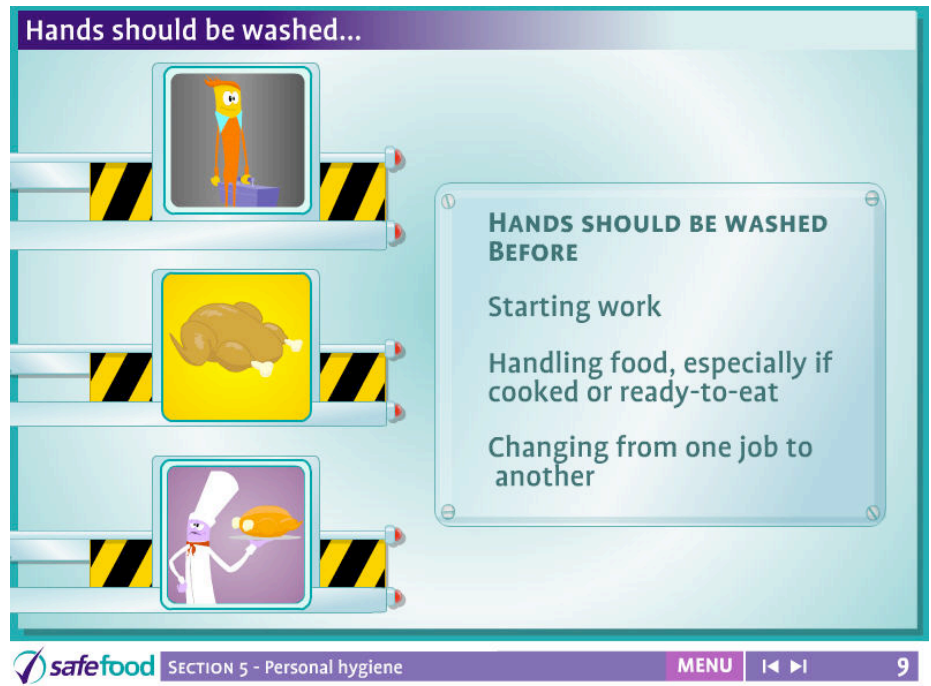 Hands should be washed...
HANDS SHOULD BE WASHED
BEFORE
Starting work
Handling food, especially if
cooked or ready-to-eat
Changing from one job to
another
safefood SECTION 5 - Personal hygiene MENU 9